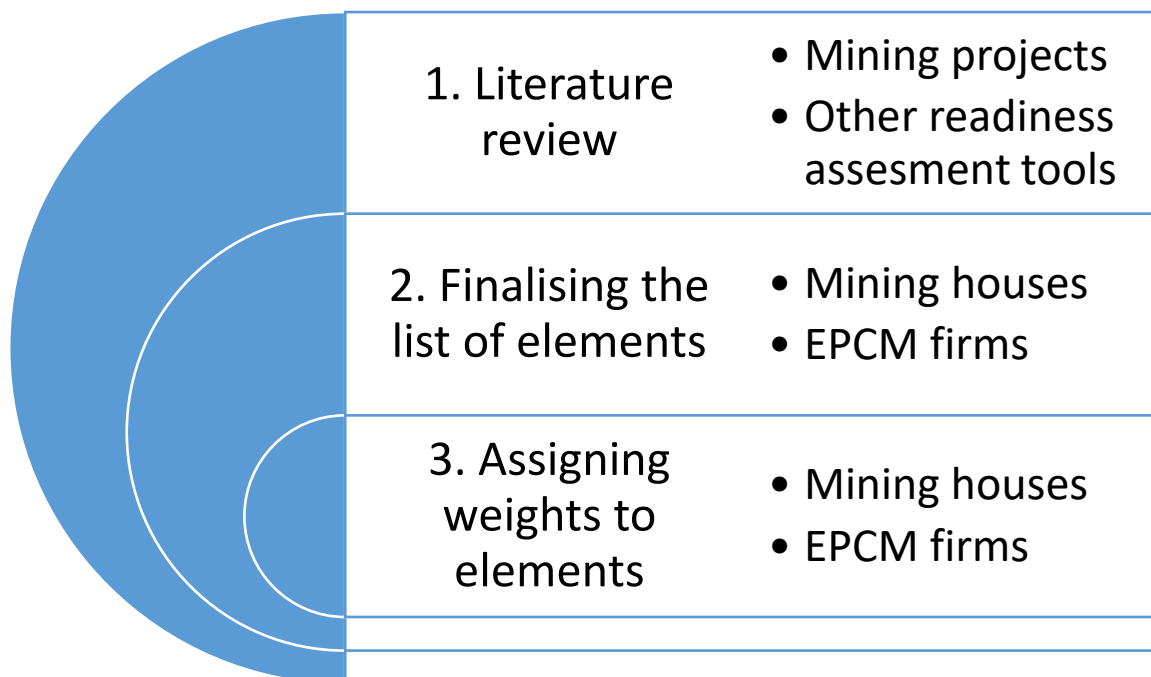 1. Literature
review
• Mining projects
• Other readiness
assesment tools
2. Finalising the
list of elements
• Mining houses
• EPCM firms
3. Assigning
weights to
elements
• Mining houses
• EPCM firms